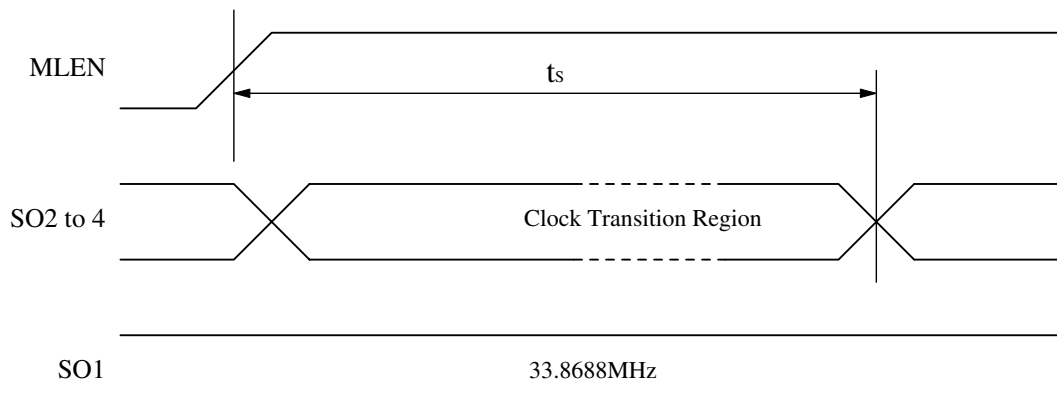 MLEN
ts
SO2 to 4
Clock Transition Region
SO1
33.8688MHz